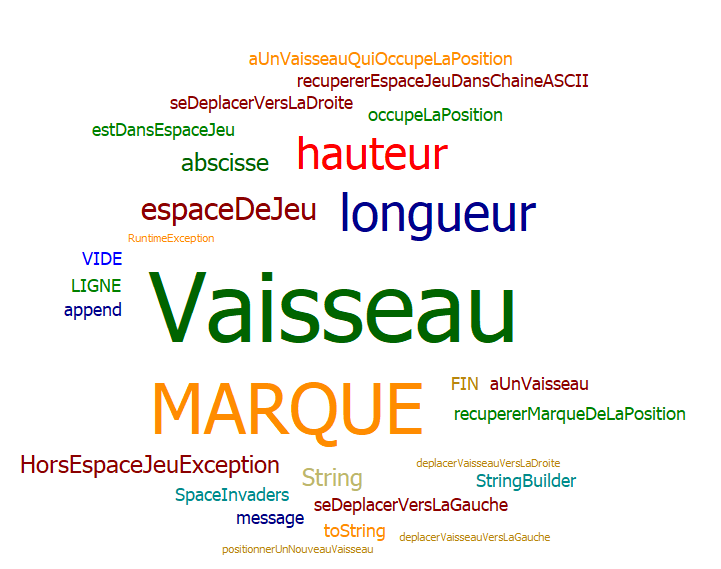 aUnVaisseauQuiOccupeLaPosition
recupererEspaceJeuDansChaineASCII
seDeplacerVersLaDroite
occupeLaPosition
estDansEspaceJeu
hauteur
abscisse
espaceDeJeu
longueur
RuntimeException
VIDE
LIGNE
append
Vaisseau
MARQUE
FIN aUnVaisseau
recupererMarqueDeLaPosition
HorsEspaceJeuException
deplacerVaisseauVersLaDroite
String
StringBuilder
SpaceInvaders
seDeplacerVersLaGauche
message
toString
deplacerVaisseauVersLaGauche
positionnerUnNouveauVaisseau